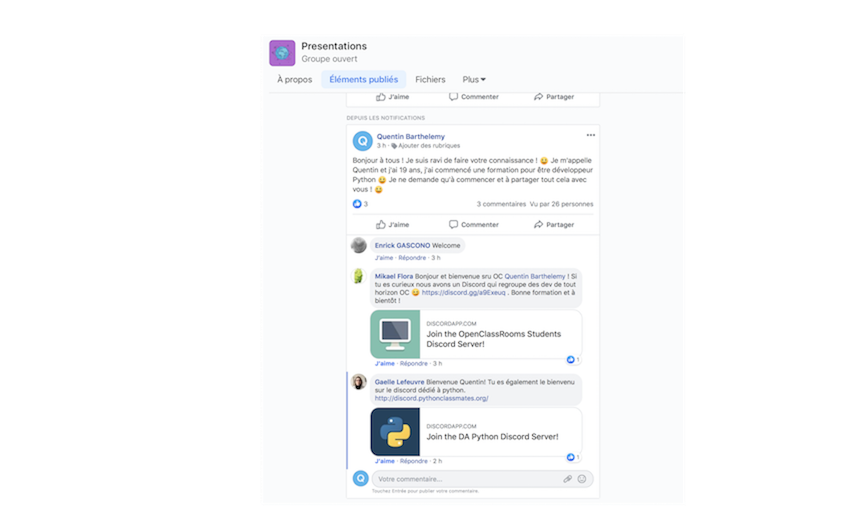 Presentations
Groupe ouvert
À propos
Éléments publiés
Fichiers
Plus
J'aime
Commenter
Partager
DEPUIS LES NOTIFICATIONS
Quentin Barthelemy
3 h · Ajouter des rubriques
Bonjour à tous ! Je suis ravi de faire votre connaissance ! 😀 Je m'appelle
Quentin et j'ai 19 ans, j'ai commencé une formation pour être développeur
Python 😀 Je ne demande qu'à commencer et à partager tout cela avec
vous ! 😀
3
3 commentaires Vu par 26 personnes
J'aime
Commenter
Partager
Enrick GASCONO Welcome
J'aime · Répondre · 3 h
Mikael Flora Bonjour et bienvenue sru OC Quentin Barthelemy ! Si
tu es curieux nous avons un Discord qui regroupe des dev de tout
horizon OC 😀 https://discord.gg/a9Exeuq . Bonne formation et à
bientôt !
DISCORDAPP.COM
Join the OpenClassRooms Students
Discord Server!
1
J'aime · Répondre · 3 h
Gaelle Lefeuvre Bienvenue Quentin! Tu es également le bienvenu
sur le discord dédié à python.
http://discord.pythonclassmates.org/
DISCORDAPP.COM
Join the DA Python Discord Server!
1
J'aime · Répondre · 2 h
Q
Votre commentaire...
Touchez Entrée pour publier votre commentaire.